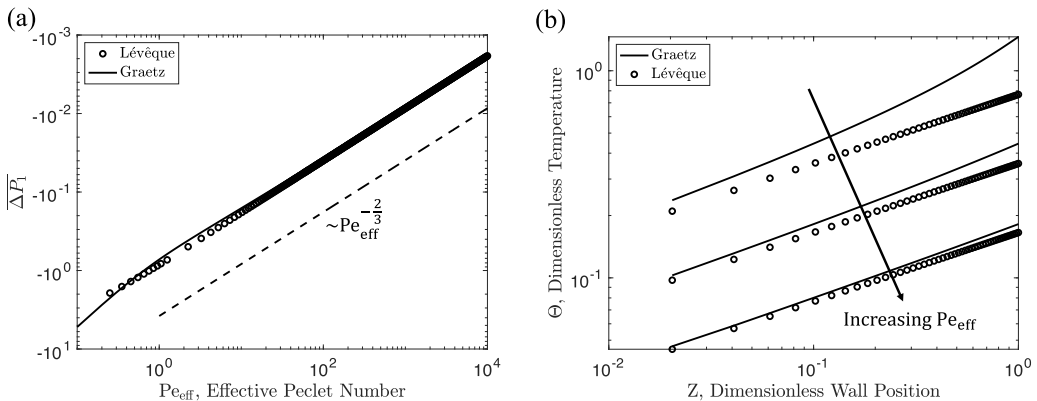 (a)
-10^-3
-10^-2
-10^-1
-10^0
-10^1
ΔP_1
Lévêque
Graetz
~Pe_eff^-2/3
10^0
10^2
10^4
Pe_eff, Effective Peclet Number
(b)
10^0
10^-1
Θ, Dimensionless Temperature
Graetz
Lévêque
Increasing Pe_eff
10^-2
10^-1
10^0
Z, Dimensionless Wall Position